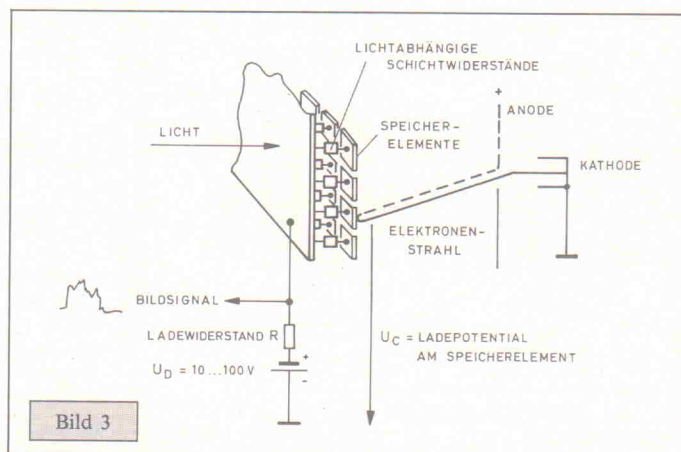 LICHTABHÄNGIGE
SCHICHTWIDERSTÄNDE
LICHT
SPEICHER-
ELEMENTE
+
ANODE
KATHODE
ELEKTRONEN-
STRAHL
BILDSIGNAL
LADEWIDERSTAND R
+
U_D = 10...100V
-
U_C = LADEPOTENTIAL
AM SPEICHERELEMENT
Bild 3